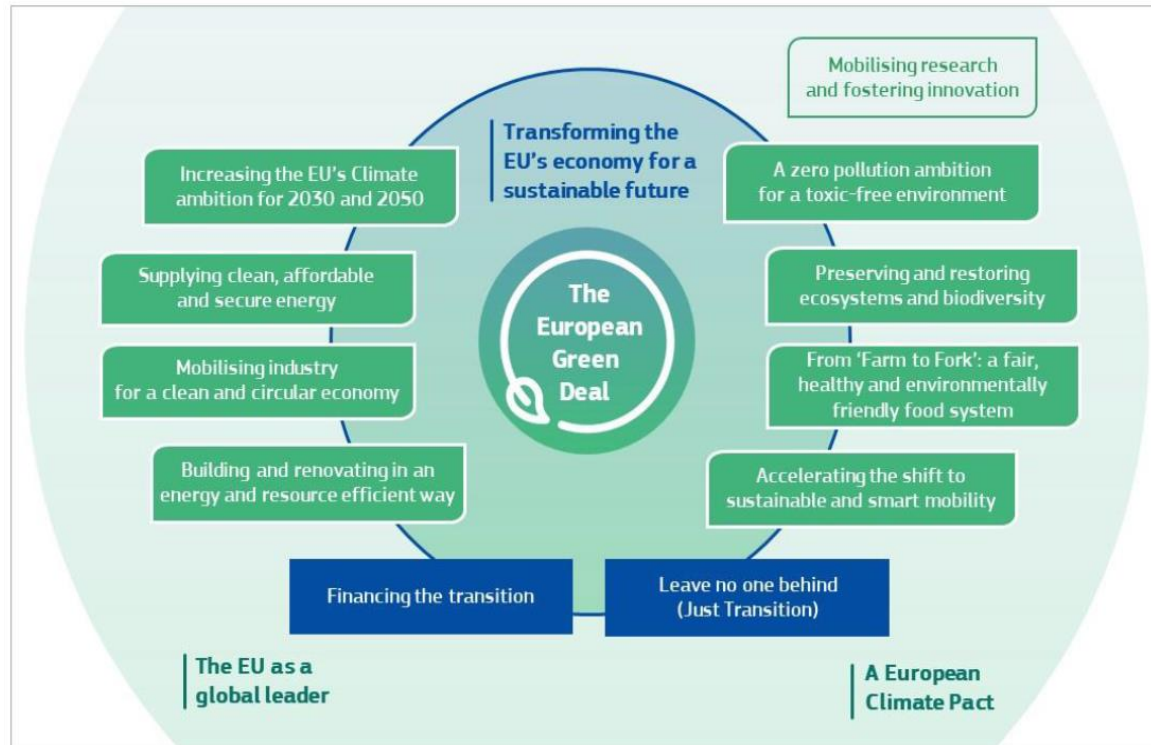 Mobilising research
and fostering innovation
Transforming the
EU's economy for a
sustainable future
Increasing the EU's Climate
ambition for 2030 and 2050
A zero pollution ambition
for a toxic-free environment
Supplying clean, affordable
and secure energy
Preserving and restoring
ecosystems and biodiversity
The
European
Green
Deal
Mobilising industry
for a clean and circular economy
From ‘Farm to Fork’: a fair,
healthy and environmentally
friendly food system
Building and renovating in an
energy and resource efficient way
Accelerating the shift to
sustainable and smart mobility
Financing the transition
Leave no one behind
(Just Transition)
The EU as a
global leader
A European
Climate Pact